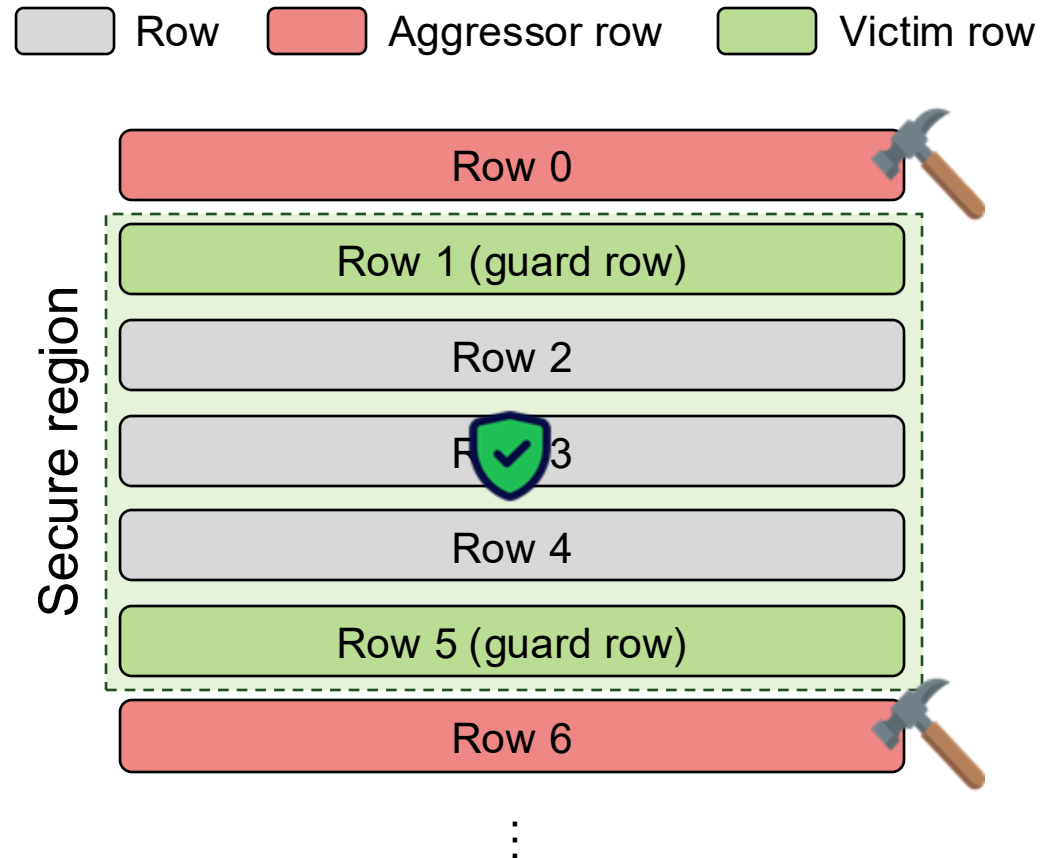 Row
Aggressor row
Victim row
Row 0
Row 1 (guard row)
Row 2
3
Row 4
Row 5 (guard row)
Row 6
Secure region
⋮